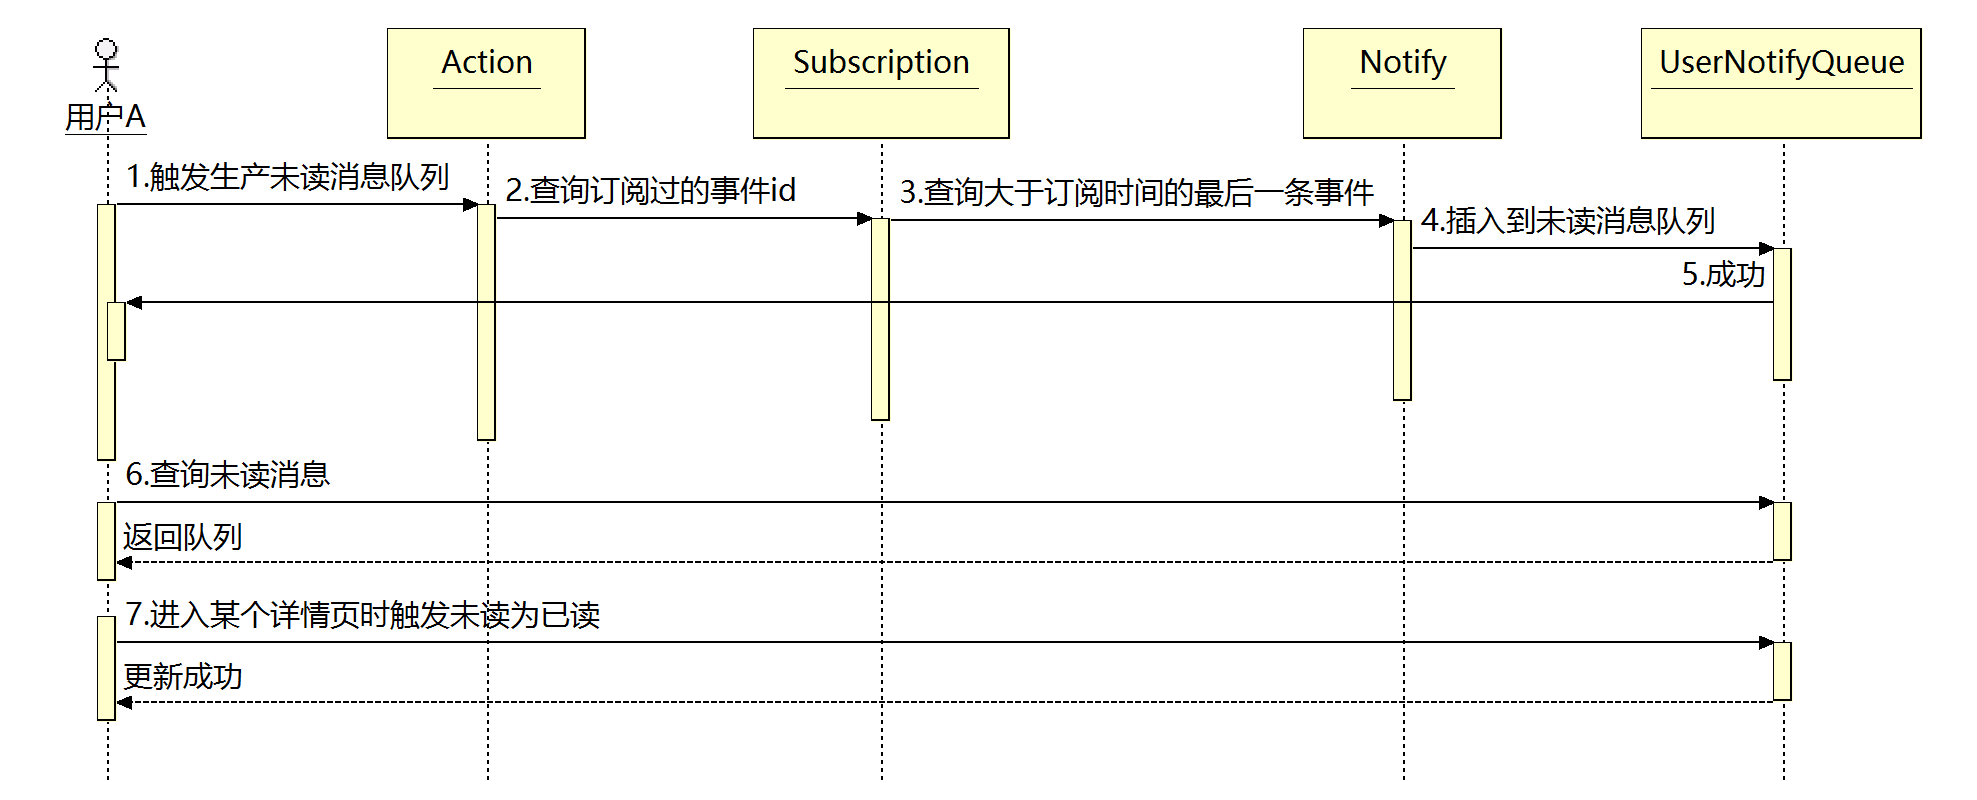 用户A
Action
Subscription
Notify
UserNotifyQueue
1.触发生产未读消息队列
2.查询订阅过的事件id
3.查询大于订阅时间的最后一条事件
4.插入到未读消息队列
5.成功
6.查询未读消息
返回队列
7.进入某个详情页时触发未读为已读
更新成功